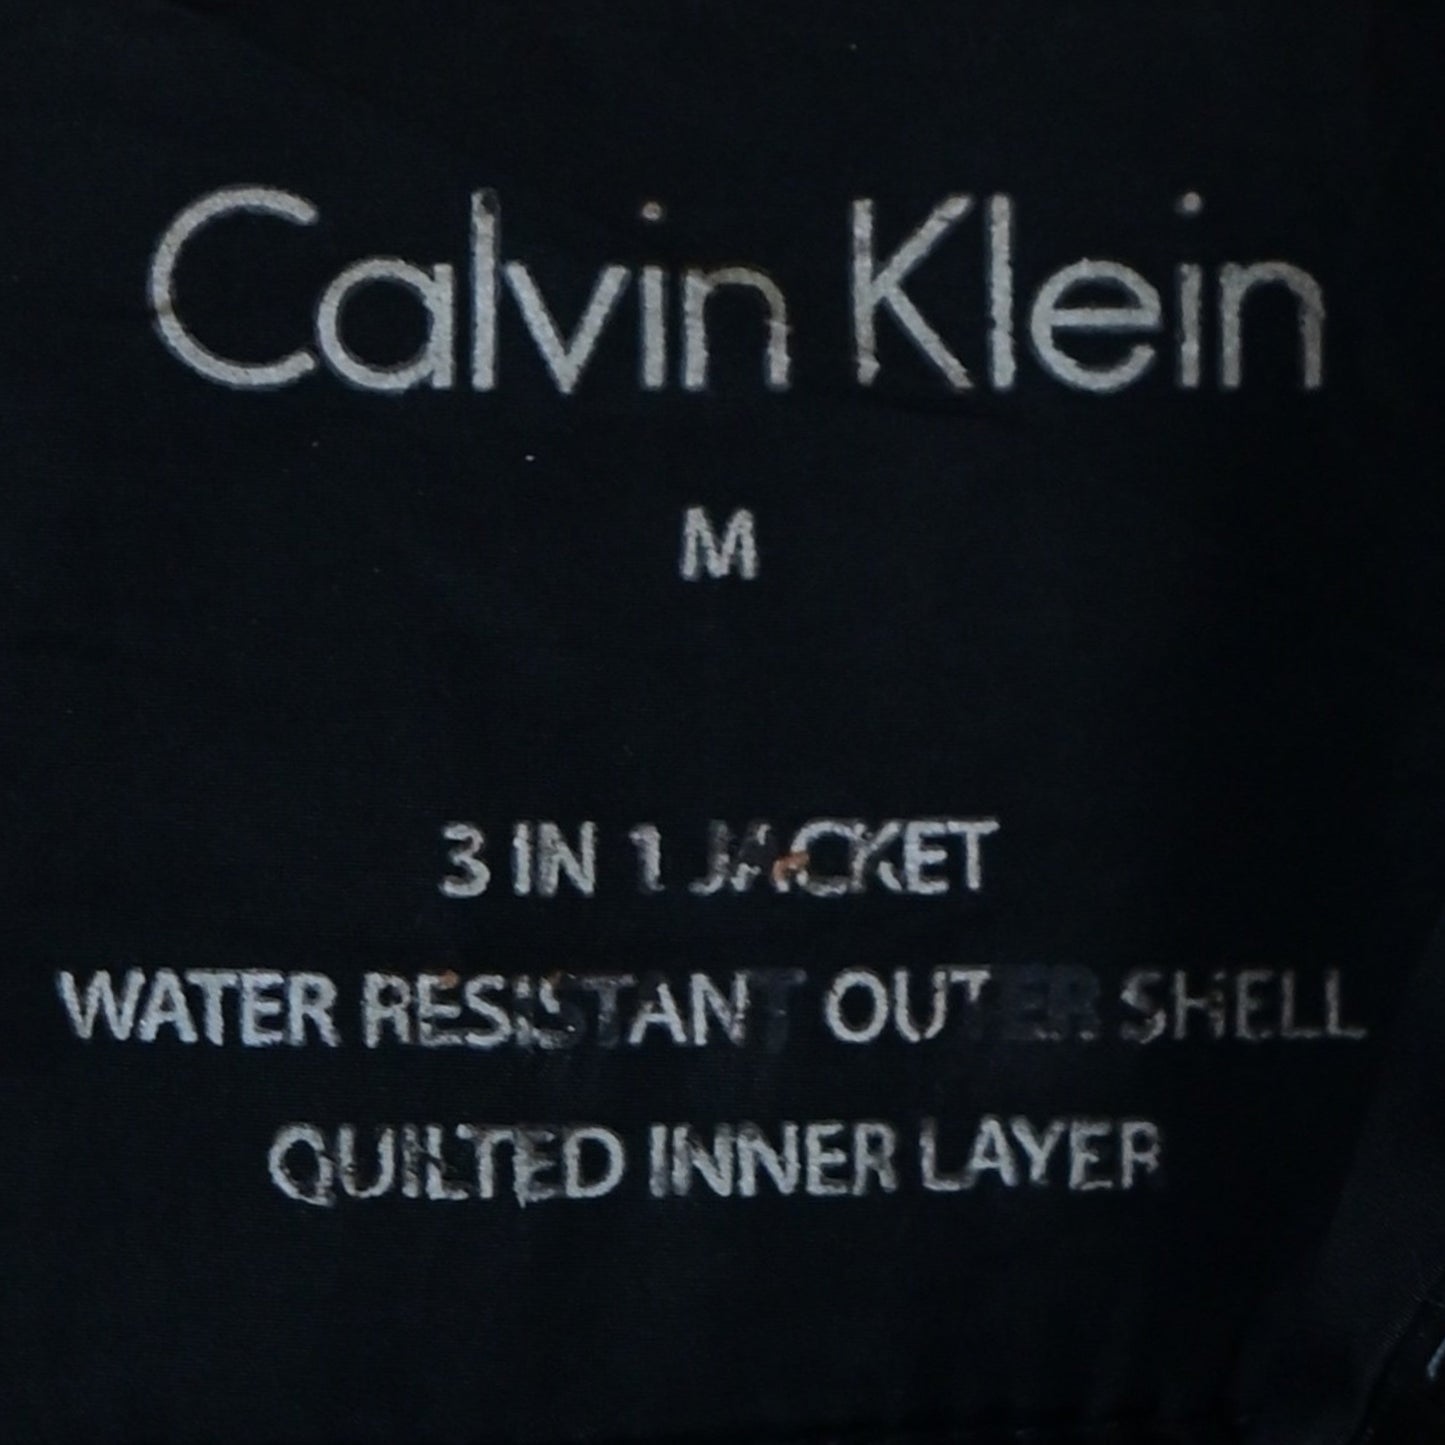 Calvin Klein
M
3 IN 1 JACKET
WATER RESISTANT OUTER SHELL
QUILTED INNER LAYER